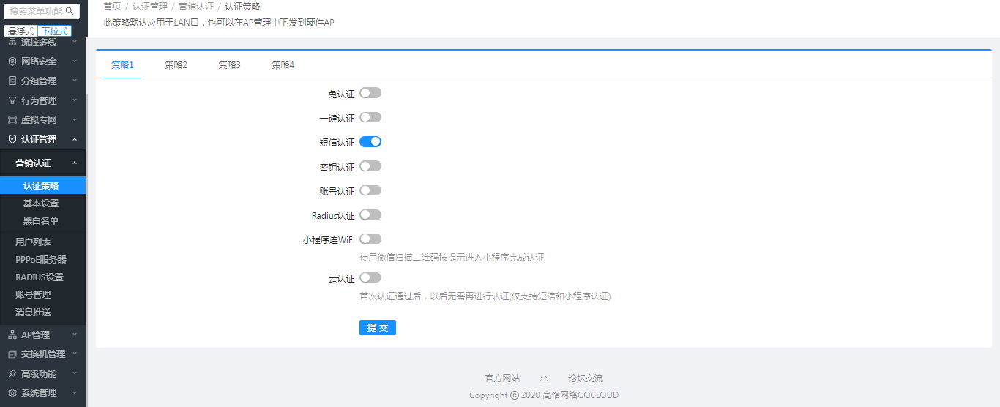 搜索菜单功能
悬浮式 下拉式
流控多线
网络安全
分组管理
行为管理
虚拟专网
认证管理
营销认证
认证策略
基本设置
黑白名单
用户列表
PPPoE服务器
RADIUS设置
账号管理
消息推送
AP管理
交换机管理
高级功能
系统管理
首页 / 认证管理 / 营销认证 / 认证策略
此策略默认应用于LAN口，也可以在AP管理中下发到硬件AP
策略1 策略2 策略3 策略4
免认证
一键认证
短信认证
密钥认证
账号认证
Radius认证
小程序连WiFi
使用微信扫描二维码按提示进入小程序完成认证
云认证
首次认证通过后，以后无需再进行认证(仅支持短信和小程序认证)
提 交
官方网站 论坛交流
Copyright © 2020 高恪网络GOCLOUD